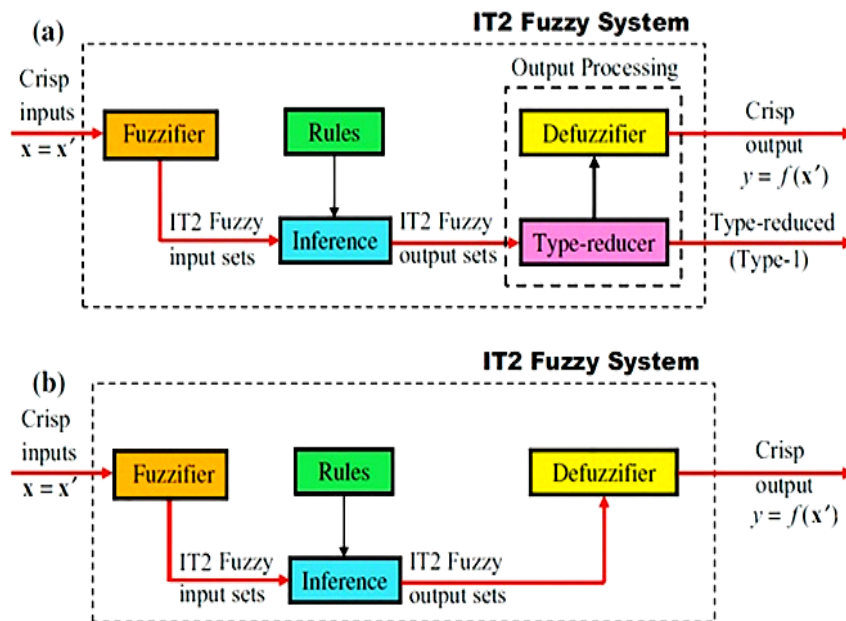 IT2 Fuzzy System
(a)
Output Processing
Crisp
inputs
x = x′
Fuzzifier
Rules
Defuzzifier
Crisp
output
y = f(x′)
IT2 Fuzzy
input sets
Inference
IT2 Fuzzy
output sets
Type-reducer
Type-reduced
(Type-1)
IT2 Fuzzy System
(b)
Crisp
inputs
x = x′
Fuzzifier
Rules
Defuzzifier
Crisp
output
y = f(x′)
IT2 Fuzzy
input sets
Inference
IT2 Fuzzy
output sets